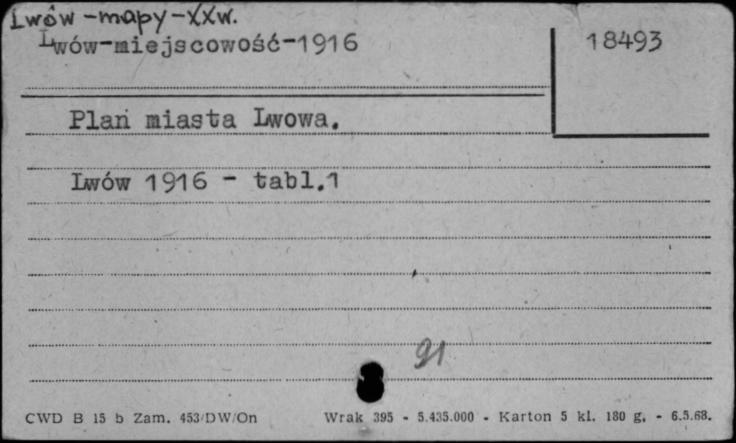 Lwów-mapy-XXw.
Lwów-miejscowość-1916
18493
Plan miasta Lwowa.
Lwów 1916 - tabl.1
91
CWD B 15 b Zam. 453/DW/On Wrak 395 - 5.435.000 - Karton 5 kl. 180 g. - 6.5.68.